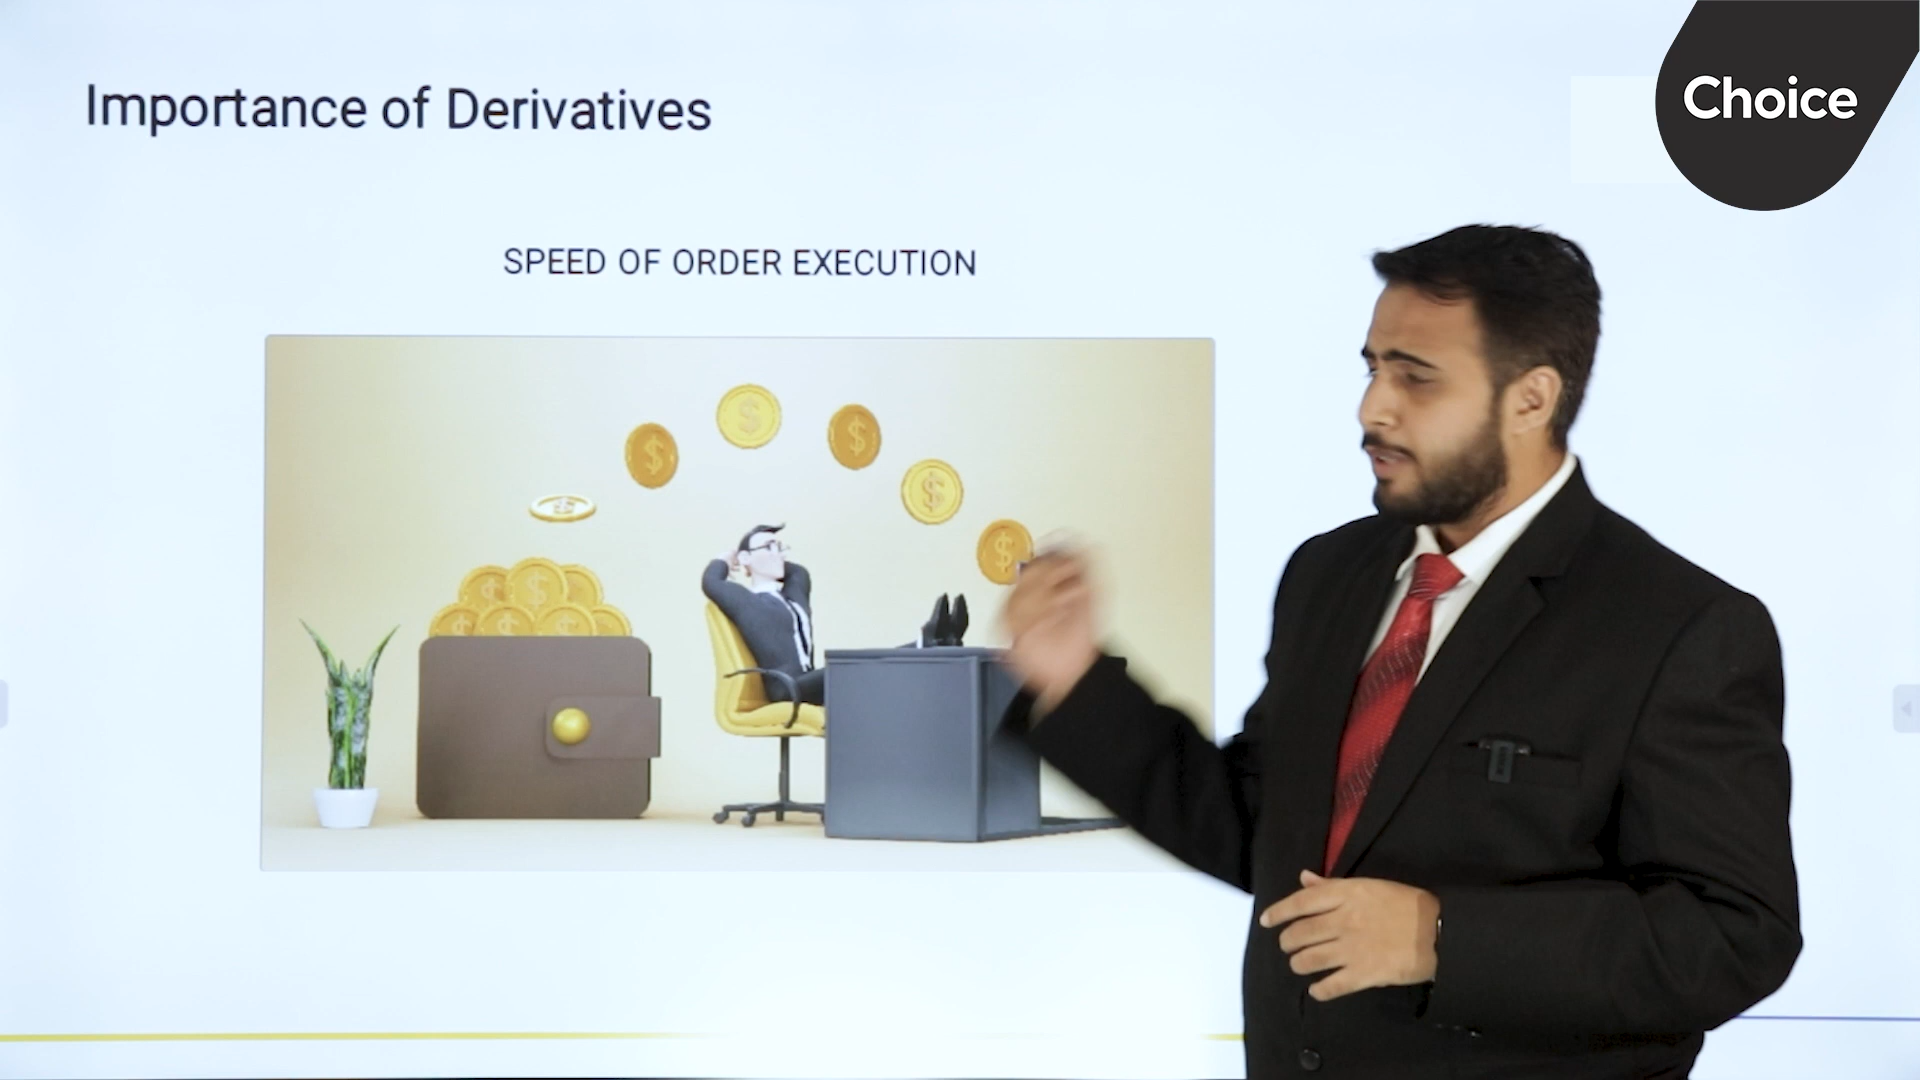 Importance of Derivatives
Choice
SPEED OF ORDER EXECUTION